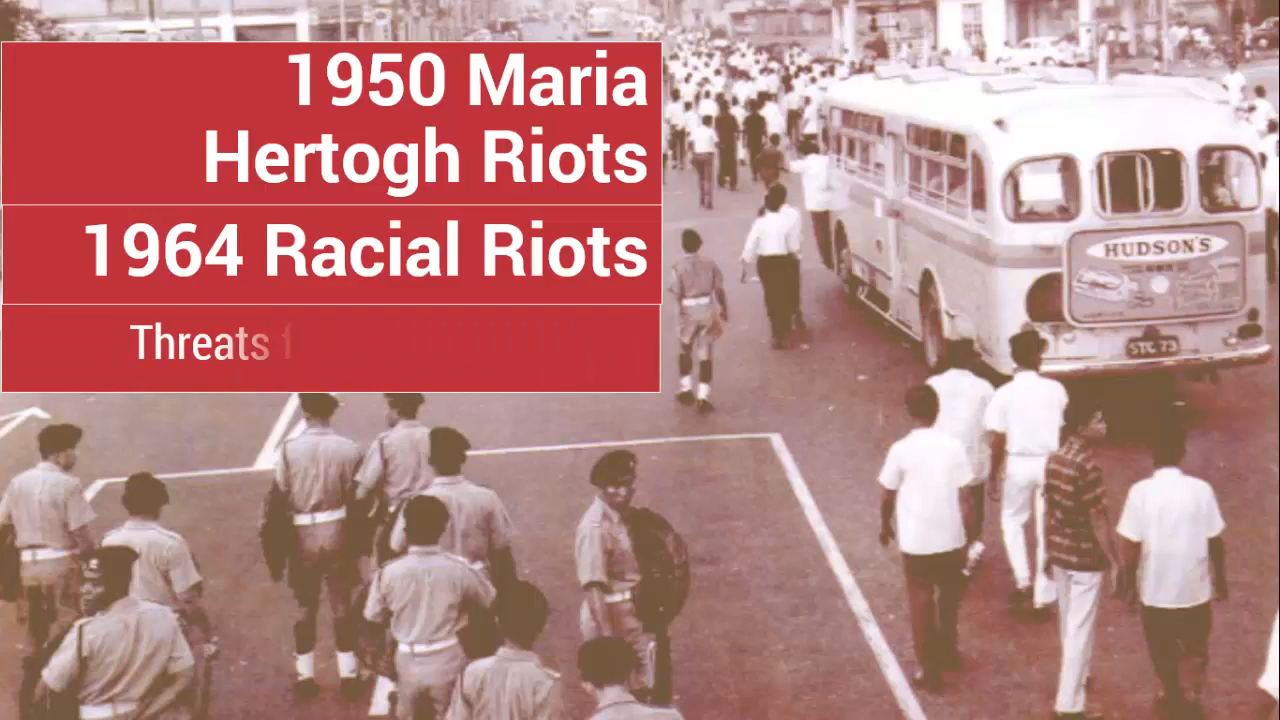 1950 Maria
Hertogh Riots
1964 Racial Riots
Threats f
HUDSON'S
STC 73